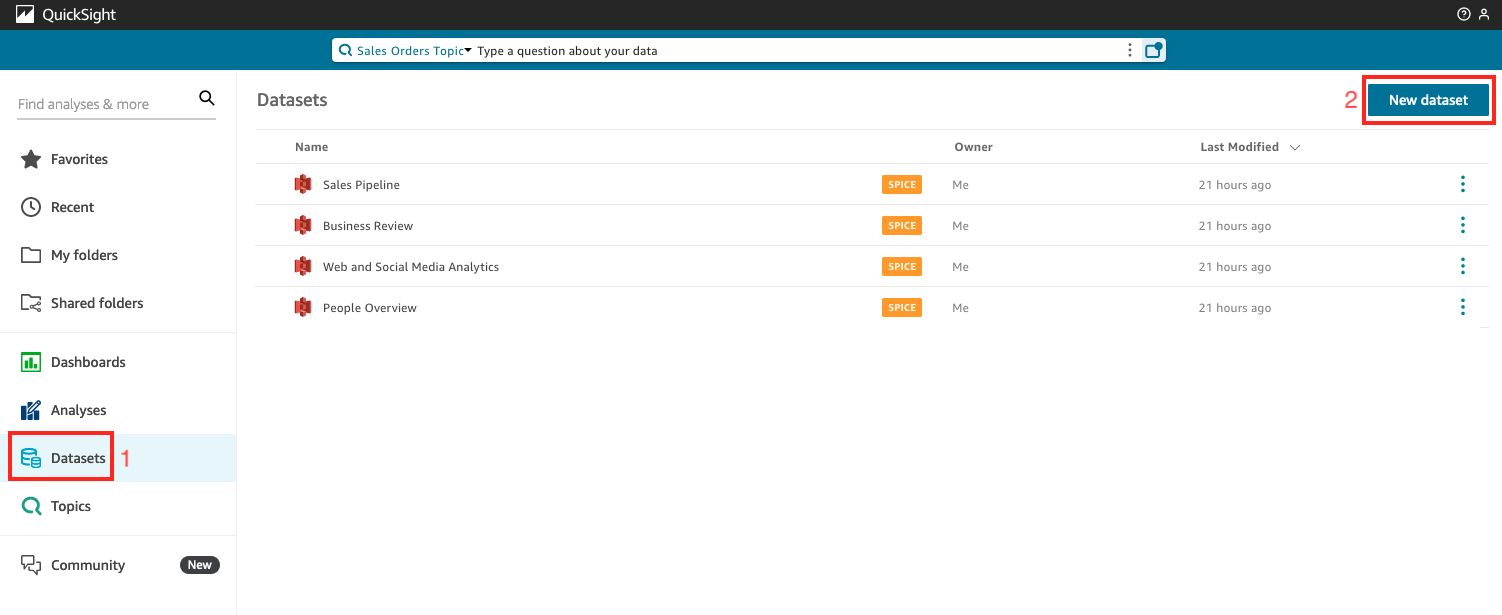 QuickSight
Sales Orders Topic Type a question about your data
Find analyses & more
Favorites
Recent
My folders
Shared folders
Dashboards
Analyses
Datasets 1
Topics
Community New
Datasets
2 New dataset
Name Owner Last Modified
Sales Pipeline SPICE Me 21 hours ago
Business Review SPICE Me 21 hours ago
Web and Social Media Analytics SPICE Me 21 hours ago
People Overview SPICE Me 21 hours ago